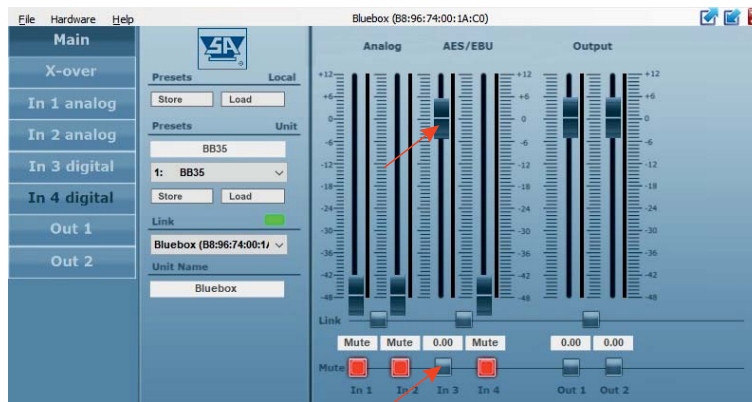 File Hardware Help
Bluebox (B8:96:74:00:1A:C0)
Main
X-over
In 1 analog
In 2 analog
In 3 digital
In 4 digital
Out 1
Out 2
SA
Presets Local
Store Load
Presets Unit
BB35
1: BB35
Store Load
Link
Bluebox (B8:96:74:00:1
Unit Name
Bluebox
Analog AES/EBU Output
+12 +12 +12
+6 +6 +6
0 0 0
-6 -6 -6
-12 -12 -12
-18 -18 -18
-24 -24 -24
-30 -30 -30
-36 -36 -36
-42 -42 -42
-48 -48 -48
Link
Mute Mute 0.00 Mute 0.00 0.00
Mute
In 1 In 2 In 3 In 4 Out 1 Out 2